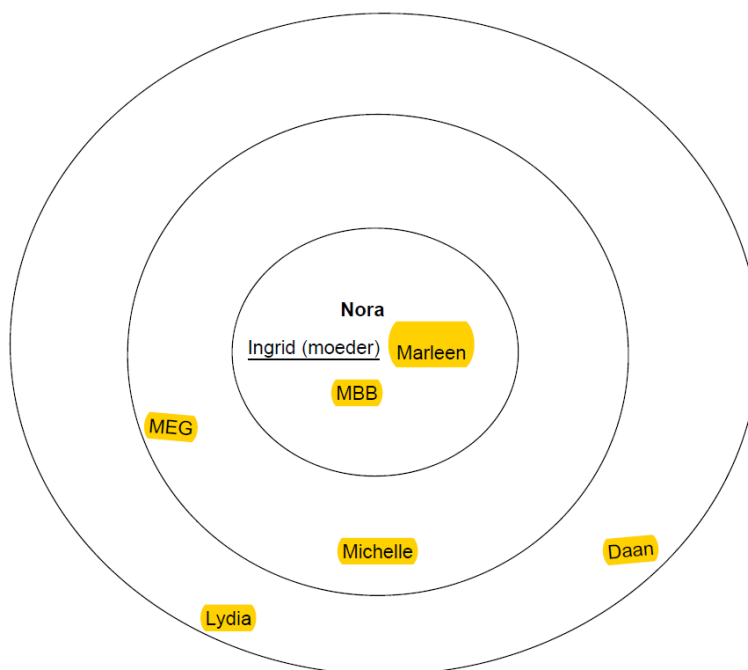 Nora
Ingrid (moeder) Marleen
MBB
MEG
Michelle
Daan
Lydia